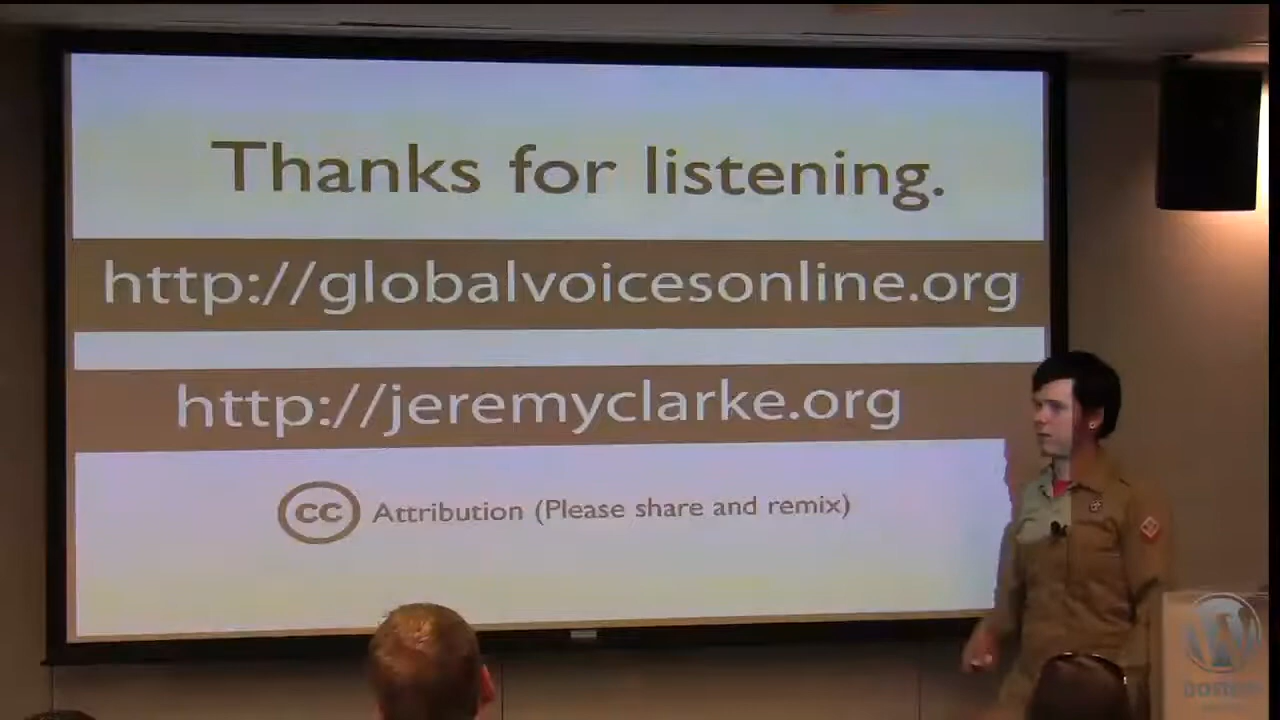 Thanks for listening.
http://globalvoicesonline.org
http://jeremyclarke.org
cc Attribution (Please share and remix)